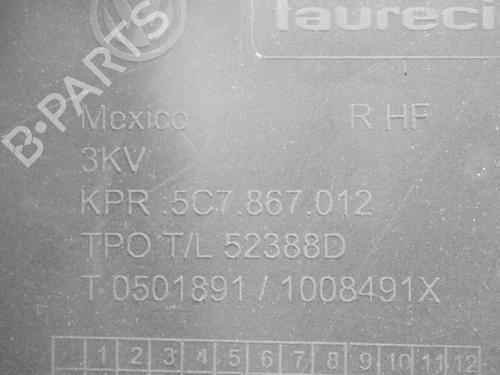 faureci
B-PARTS
Mexico R HF
3KV
KPR .5C7.867.012
TPO T/L 52388D
T 0501891 / 1008491X
1 2 3 4 5 6 7 8 9 10 11 12